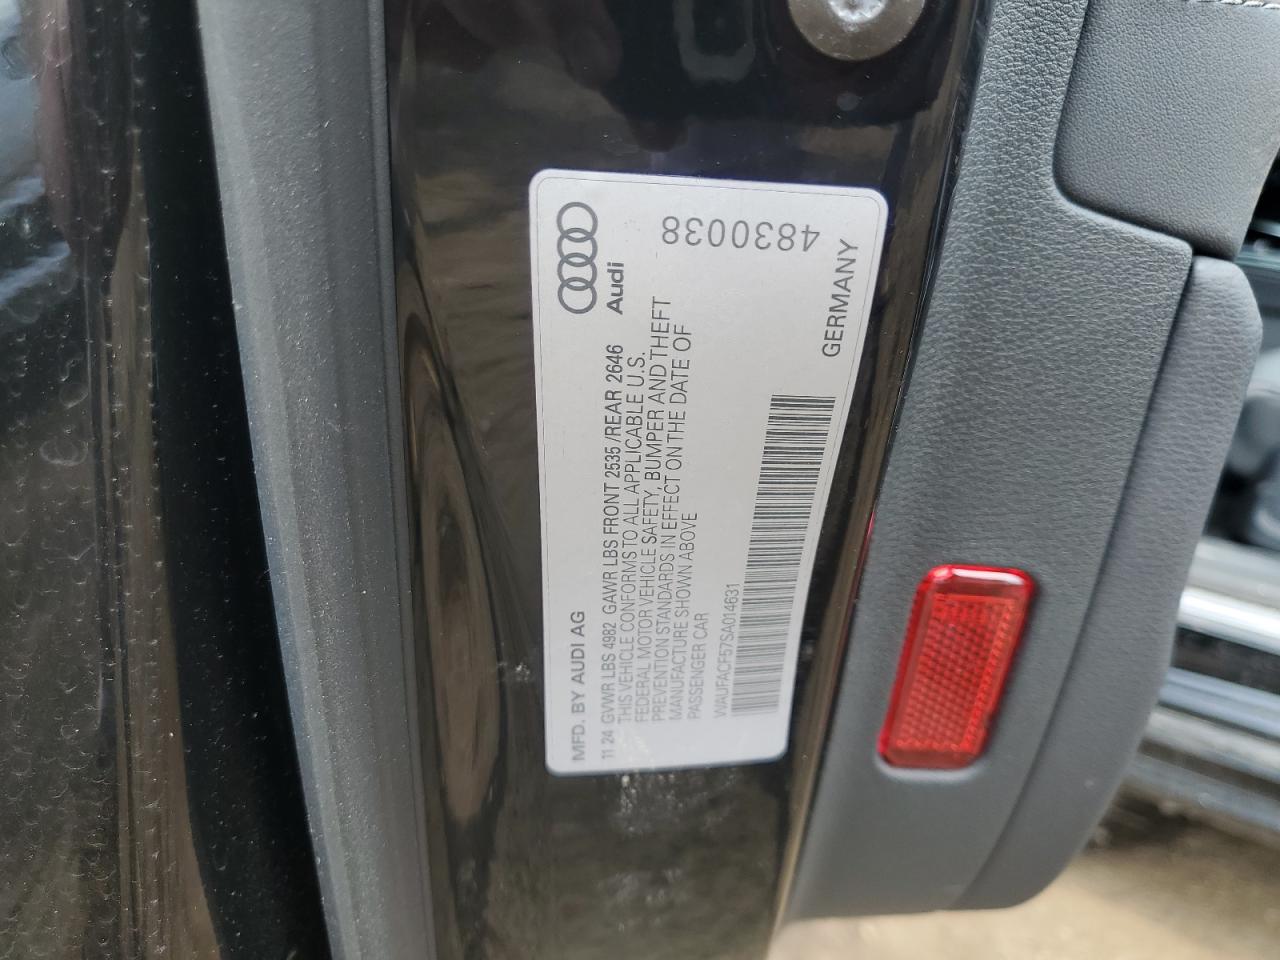 Audi
4830038
MFD. BY AUDI AG
11 24 GVWR LBS 4982 GAWR LBS FRONT 2535 /REAR 2646
THIS VEHICLE CONFORMS TO ALL APPLICABLE U.S.
FEDERAL MOTOR VEHICLE SAFETY, BUMPER AND THEFT
PREVENTION STANDARDS IN EFFECT ON THE DATE OF
MANUFACTURE SHOWN ABOVE
PASSENGER CAR
WAUFACF57SA014631
GERMANY